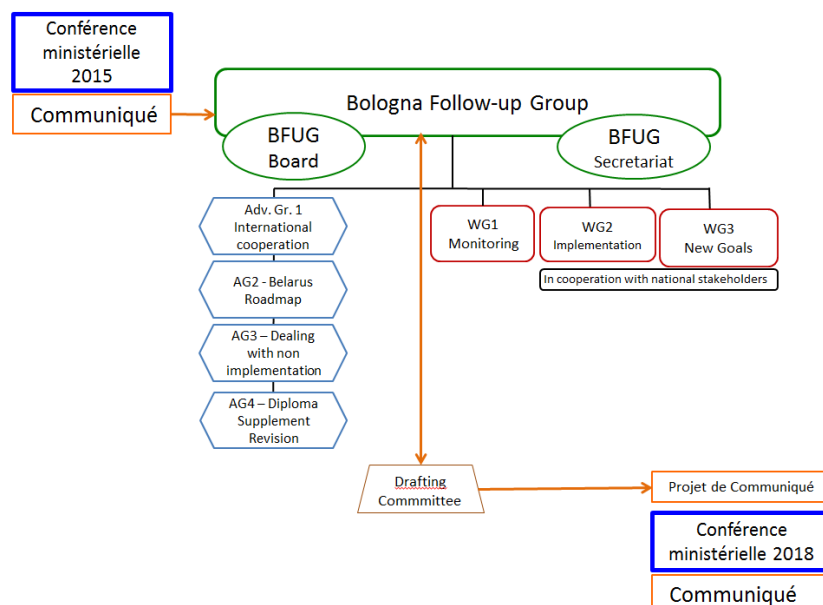 Conférence
ministérielle
2015
Communiqué
Bologna Follow-up Group
BFUG
Board
BFUG
Secretariat
Adv. Gr. 1
International
cooperation
WG1
Monitoring
WG2
Implementation
WG3
New Goals
In cooperation with national stakeholders
AG2 - Belarus
Roadmap
AG3 – Dealing
with non
implementation
AG4 – Diploma
Supplement
Revision
Drafting
Commmittee
Projet de Communiqué
Conférence
ministérielle 2018
Communiqué